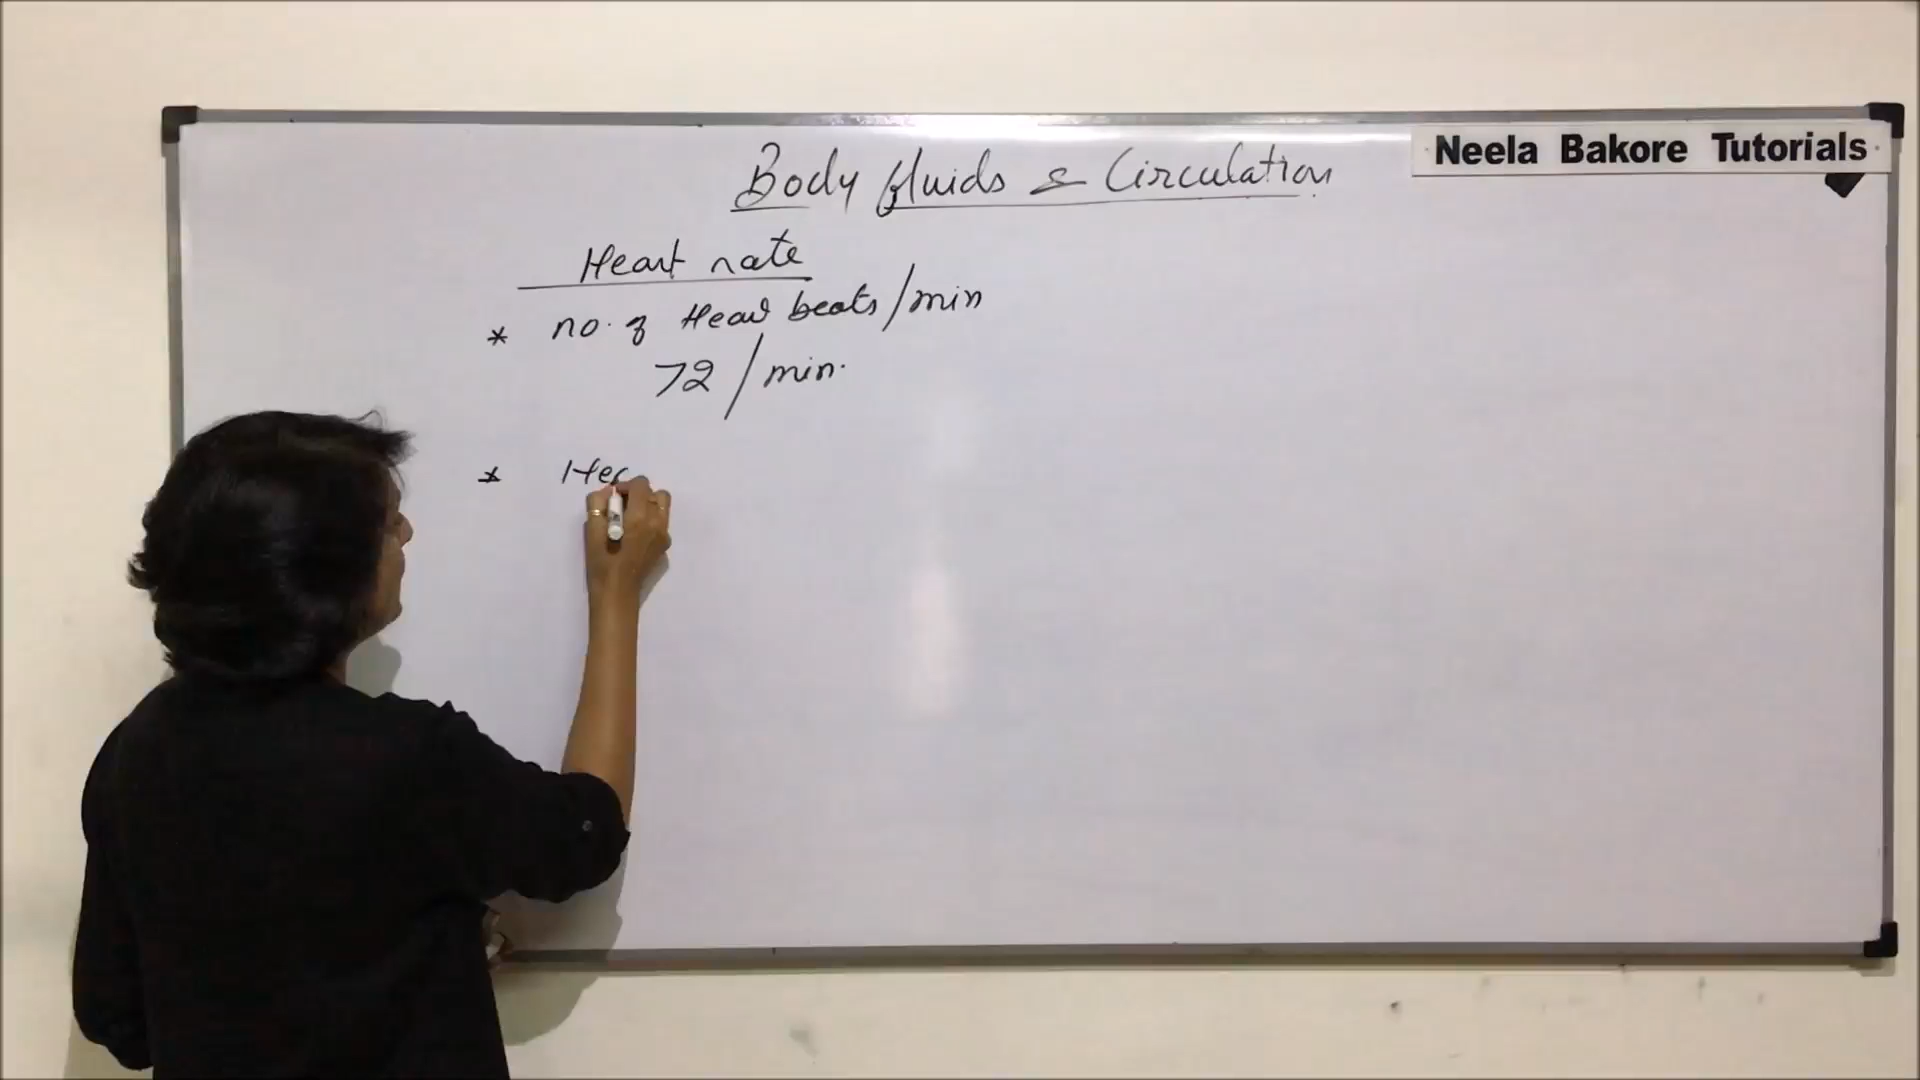 Neela Bakore Tutorials
Body fluids & Circulation
Heart rate
* no. of Heart beats/min
72/min.
* Hea